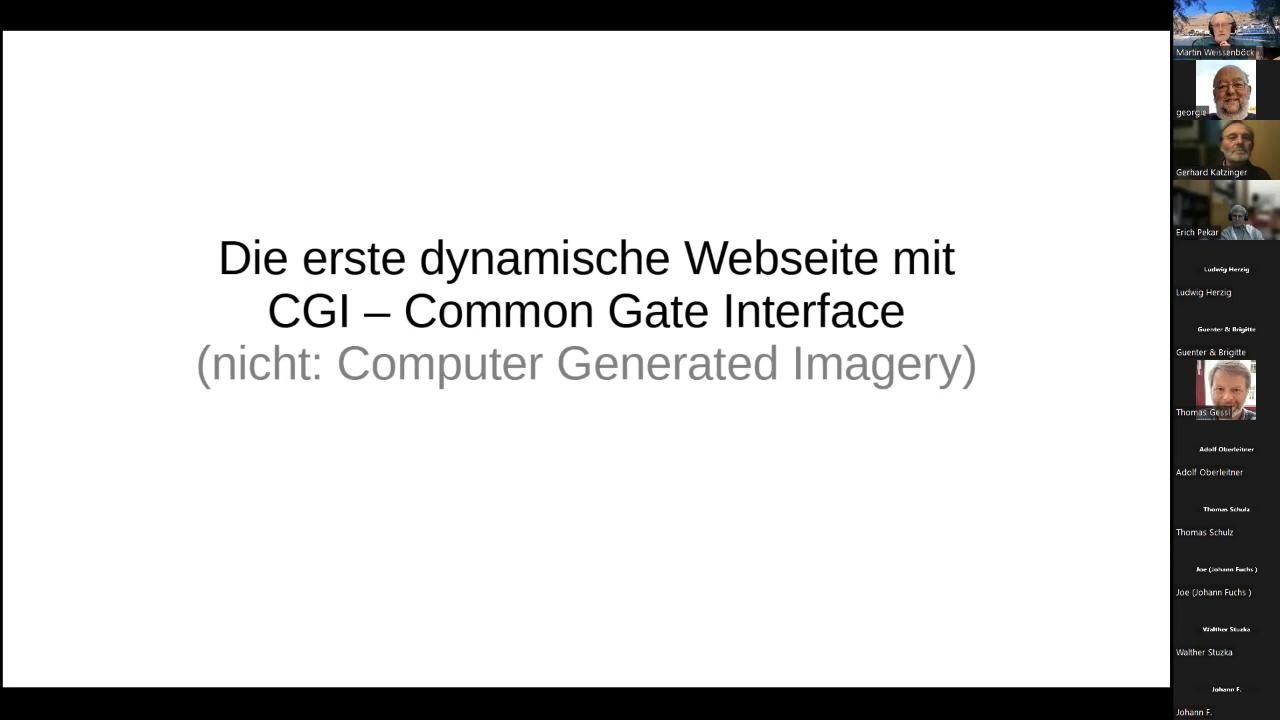 Die erste dynamische Webseite mit
CGI – Common Gate Interface
(nicht: Computer Generated Imagery)
Martin Weissenböck
georgie
Gerhard Katzinger
Erich Pekar
Ludwig Herzig
Ludwig Herzig
Guenter & Brigitte
Guenter & Brigitte
Thomas Gessl
Adolf Oberleitner
Adolf Oberleitner
Thomas Schulz
Thomas Schulz
Joe (Johann Fuchs )
Joe (Johann Fuchs )
Walther Stuzka
Walther Stuzka
Johann F.
Johann F.